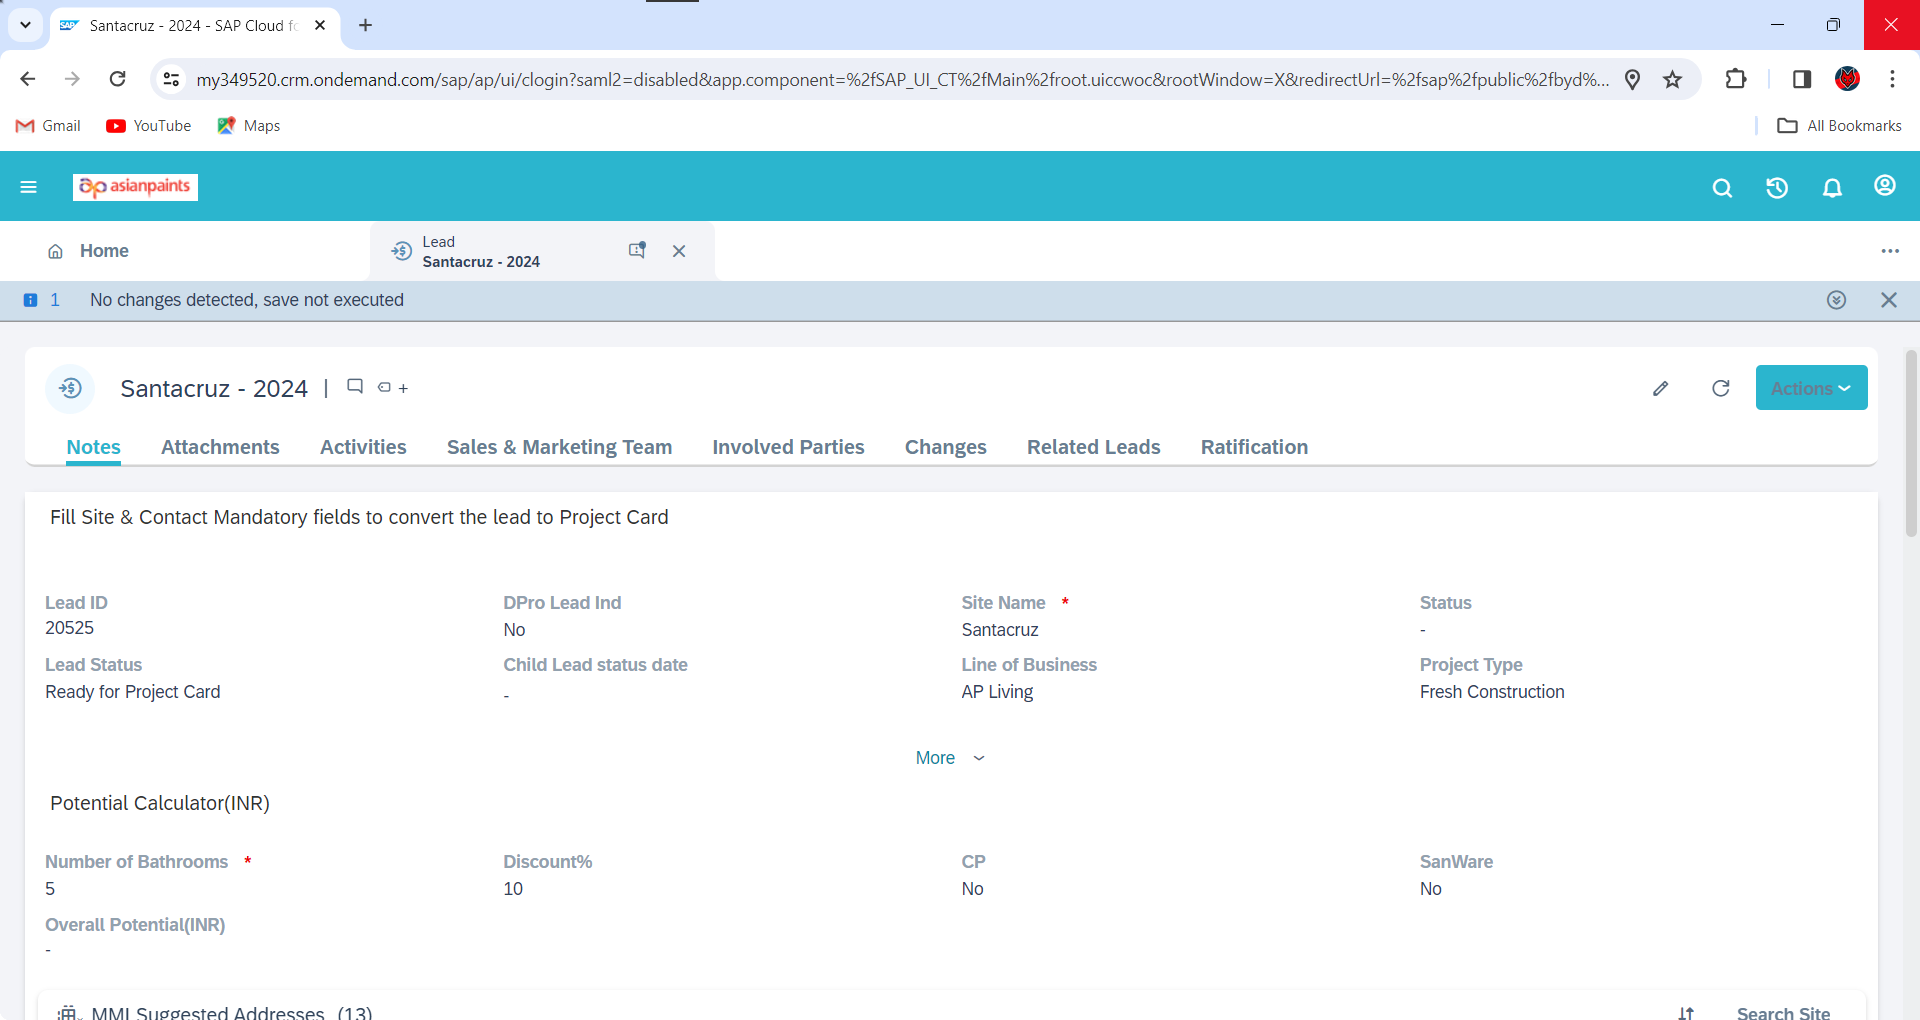 Santacruz - 2024 - SAP Cloud fo
my349520.crm.ondemand.com/sap/ap/ui/clogin?saml2=disabled&app.component=%2fSAP_UI_CT%2fMain%2froot.uiccwoc&rootWindow=X&redirectUrl=%2fsap%2fpublic%2fbyd%...
Gmail YouTube Maps All Bookmarks
asianpaints
Home
Lead
Santacruz - 2024
1 No changes detected, save not executed
Santacruz - 2024 | +
Actions
Notes Attachments Activities Sales & Marketing Team Involved Parties Changes Related Leads Ratification
Fill Site & Contact Mandatory fields to convert the lead to Project Card
Lead ID DPro Lead Ind Site Name * Status
20525 No Santacruz -
Lead Status Child Lead status date Line of Business Project Type
Ready for Project Card - AP Living Fresh Construction
More
Potential Calculator(INR)
Number of Bathrooms * Discount% CP SanWare
5 10 No No
Overall Potential(INR)
-
MMI Suggested Addresses (13) Search Site